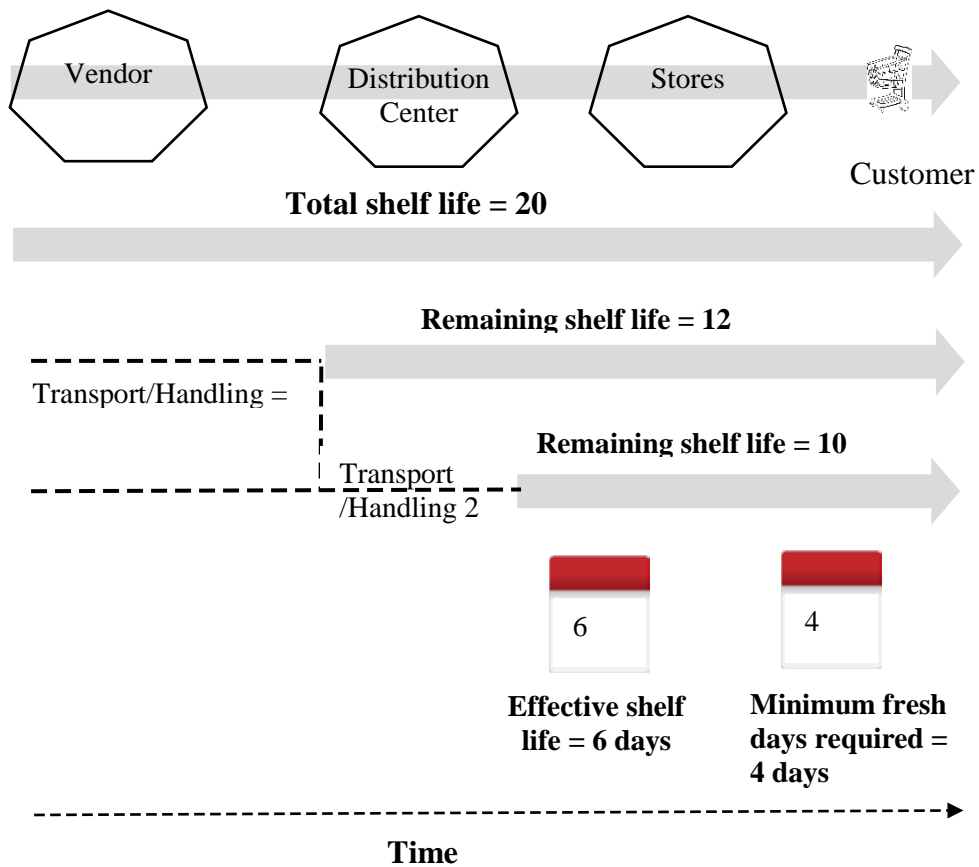 Vendor
Distribution
Center
Stores
Customer
Total shelf life = 20
Remaining shelf life = 12
Transport/Handling =
Remaining shelf life = 10
Transport
/Handling 2
6
4
Effective shelf
life = 6 days
Minimum fresh
days required =
4 days
Time